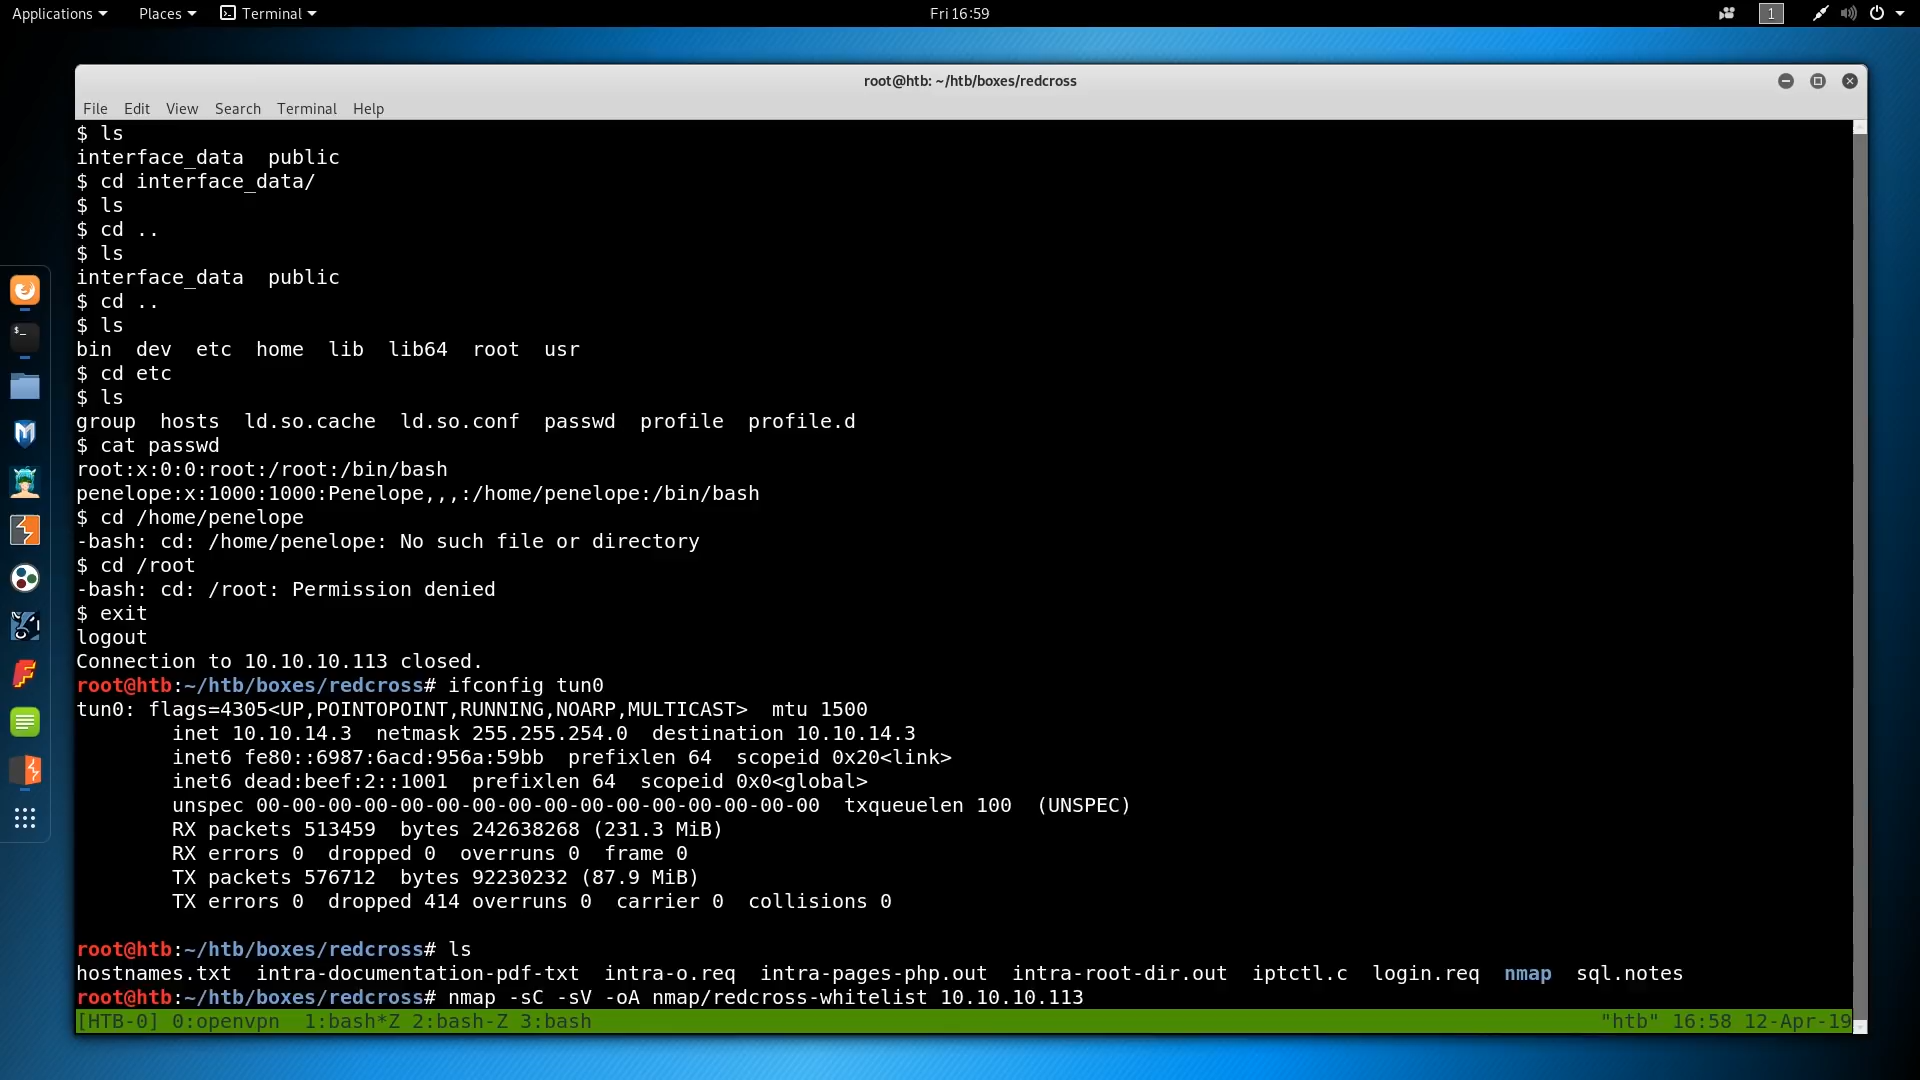 Applications Places Terminal Fri 16:59 1
root@htb: ~/htb/boxes/redcross
File Edit View Search Terminal Help
$ ls
interface_data  public
$ cd interface_data/
$ ls
$ cd ..
$ ls
interface_data  public
$ cd ..
$ ls
bin  dev  etc  home  lib  lib64  root  usr
$ cd etc
$ ls
group  hosts  ld.so.cache  ld.so.conf  passwd  profile  profile.d
$ cat passwd
root:x:0:0:root:/root:/bin/bash
penelope:x:1000:1000:Penelope,,,:/home/penelope:/bin/bash
$ cd /home/penelope
-bash: cd: /home/penelope: No such file or directory
$ cd /root
-bash: cd: /root: Permission denied
$ exit
logout
Connection to 10.10.10.113 closed.
root@htb:~/htb/boxes/redcross# ifconfig tun0
tun0: flags=4305<UP,POINTOPOINT,RUNNING,NOARP,MULTICAST>  mtu 1500
        inet 10.10.14.3  netmask 255.255.254.0  destination 10.10.14.3
        inet6 fe80::6987:6acd:956a:59bb  prefixlen 64  scopeid 0x20<link>
        inet6 dead:beef:2::1001  prefixlen 64  scopeid 0x0<global>
        unspec 00-00-00-00-00-00-00-00-00-00-00-00-00-00-00-00  txqueuelen 100  (UNSPEC)
        RX packets 513459  bytes 242638268 (231.3 MiB)
        RX errors 0  dropped 0  overruns 0  frame 0
        TX packets 576712  bytes 92230232 (87.9 MiB)
        TX errors 0  dropped 414 overruns 0  carrier 0  collisions 0
root@htb:~/htb/boxes/redcross# ls
hostnames.txt  intra-documentation-pdf-txt  intra-o.req  intra-pages-php.out  intra-root-dir.out  iptctl.c  login.req  nmap  sql.notes
root@htb:~/htb/boxes/redcross# nmap -sC -sV -oA nmap/redcross-whitelist 10.10.10.113
[HTB-0] 0:openvpn  1:bash*Z 2:bash-Z 3:bash "htb" 16:58 12-Apr-19